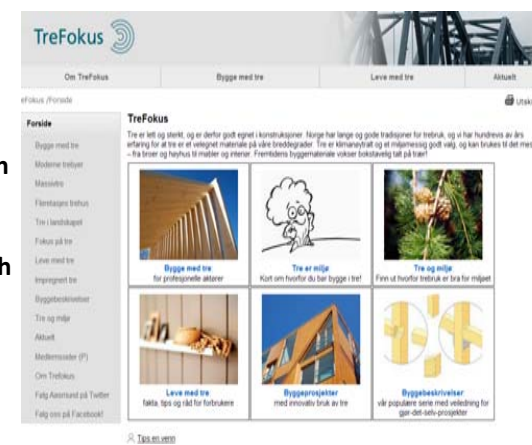 TreFokus
Om TreFokus
Bygge med tre
Leve med tre
Aktuelt
eFokus /Forside
Utskr
Forside
Bygge med tre
Moderne trebyer
Massivtre
Fleretasjes trehus
Tre i landskapet
Fokus på tre
Leve med tre
Impregnert tre
Byggebeskrivelser
Tre og miljø
Aktuelt
Medlemssider (P)
Om Trefokus
Følg Aasmund på Twitter
Følg oss på Facebook!
n
h
TreFokus
Tre er lett og sterkt, og er derfor godt egnet i konstruksjoner. Norge har lange og gode tradisjoner for trebruk, og vi har hundrevis av års
erfaring for at tre er et velegnet materiale på våre breddegrader. Tre er klimanøytralt og et miljømessig godt valg, og kan brukes til det mes
– fra broer og høyhus til møbler og interiør. Fremtidens byggemateriale vokser bokstavelig talt på trær!
Bygge med tre
for profesjonelle aktører
Tre er miljø
Kort om hvorfor du bør bygge i tre!
Tre og miljø
Finn ut hvorfor trebruk er bra for miljøet
Leve med tre
fakta, tips og råd for forbrukere
Byggeprosjekter
med innovativ bruk av tre
Byggebeskrivelser
vår populære serie med veiledning for
gjør-det-selv-prosjekter
Tips en venn